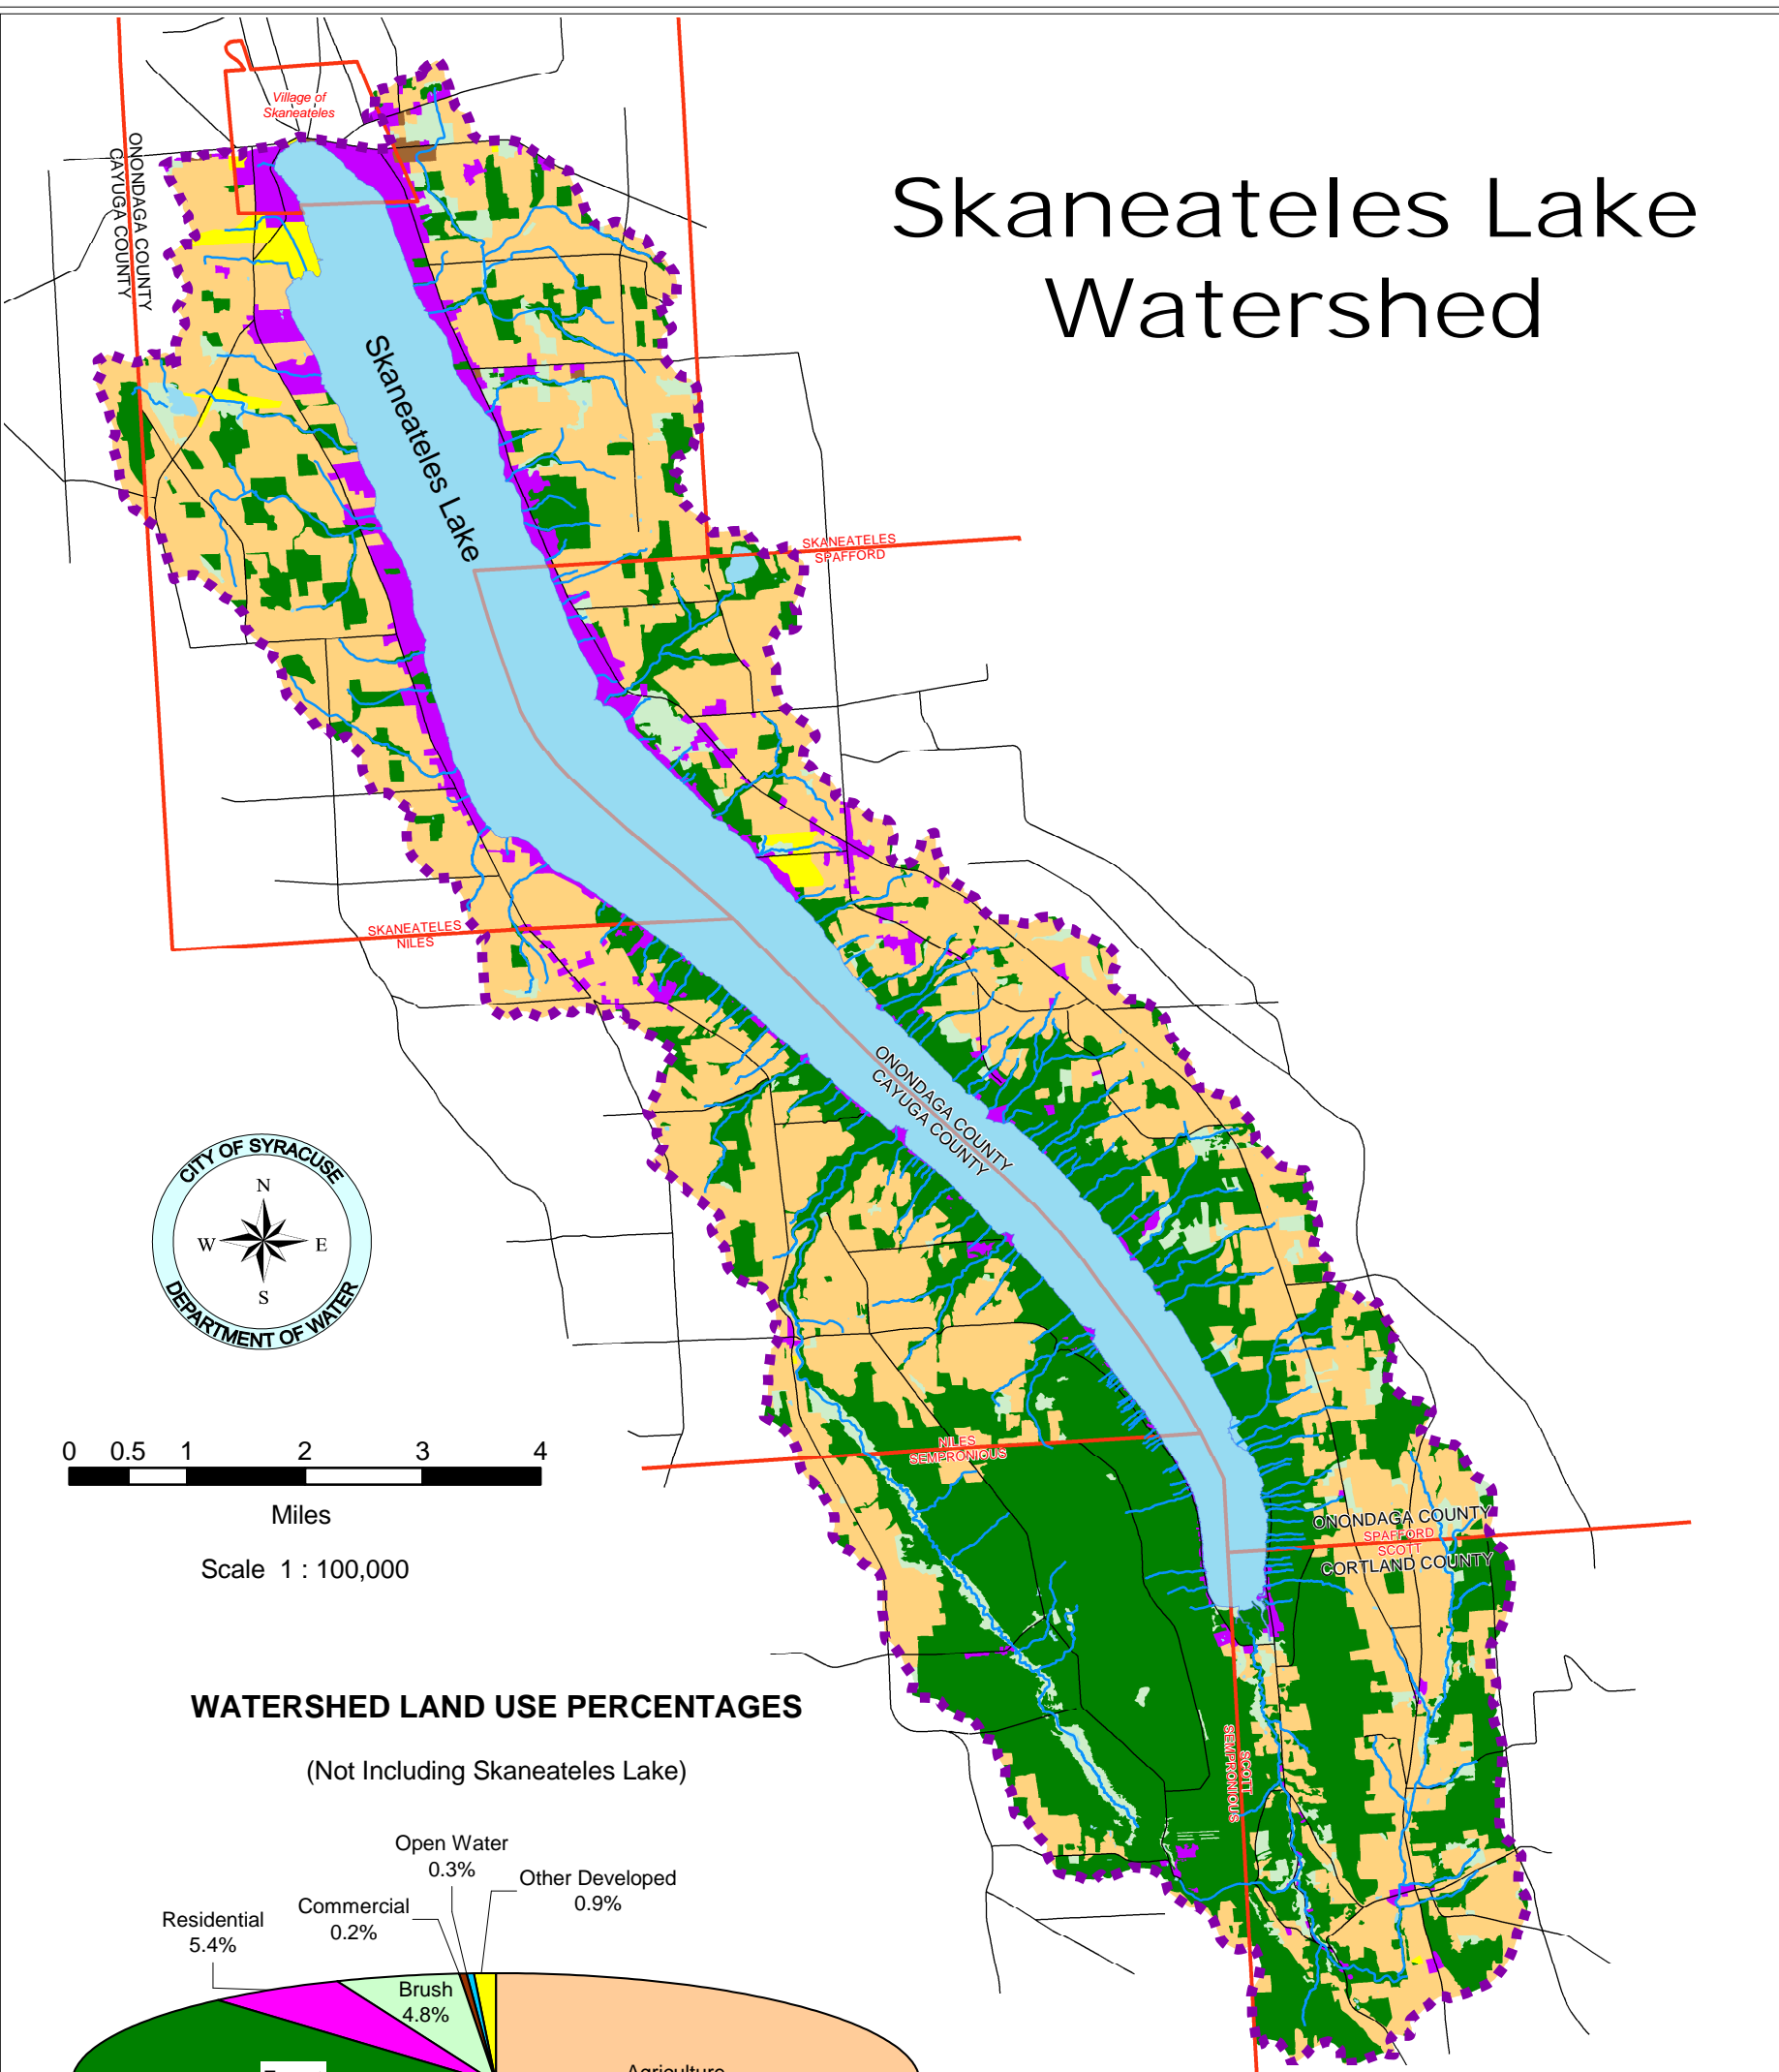 Skaneateles Lake
Watershed
Village of
Skaneateles
ONONDAGA COUNTY
CAYUGA COUNTY
Skaneateles Lake
SKANEATELES
SPAFFORD
SKANEATELES
NILES
ONONDAGA COUNTY
CAYUGA COUNTY
CITY OF SYRACUSE
N
W
E
S
DEPARTMENT OF WATER
NILES
SEMPRONIOUS
0 0.5 1 2 3 4
Miles
Scale 1 : 100,000
ONONDAGA COUNTY
SPAFFORD
SCOTT
CORTLAND COUNTY
SCOTT
SEMPRONIOUS
WATERSHED LAND USE PERCENTAGES
(Not Including Skaneateles Lake)
Open Water
0.3%
Other Developed
0.9%
Commercial
0.2%
Residential
5.4%
Brush
4.8%
Agriculture